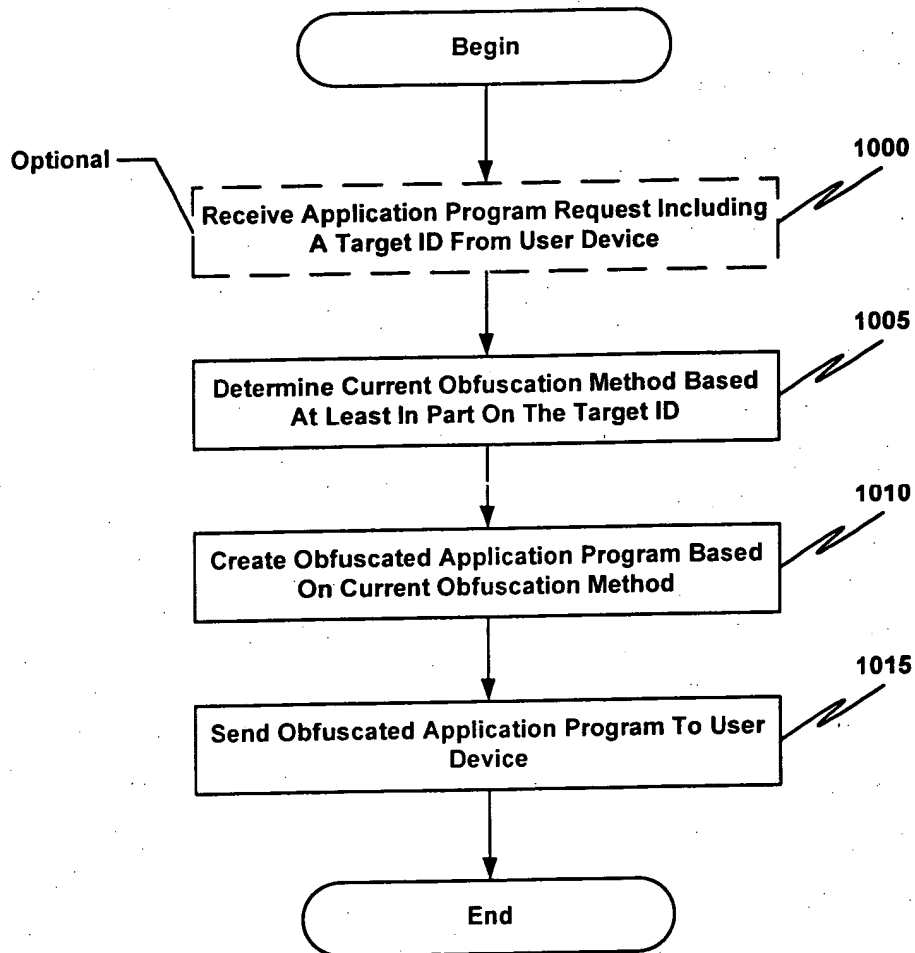 Begin
Optional
1000
Receive Application Program Request Including
A Target ID From User Device
1005
Determine Current Obfuscation Method Based
At Least In Part On The Target ID
1010
Create Obfuscated Application Program Based
On Current Obfuscation Method
1015
Send Obfuscated Application Program To User
Device
End